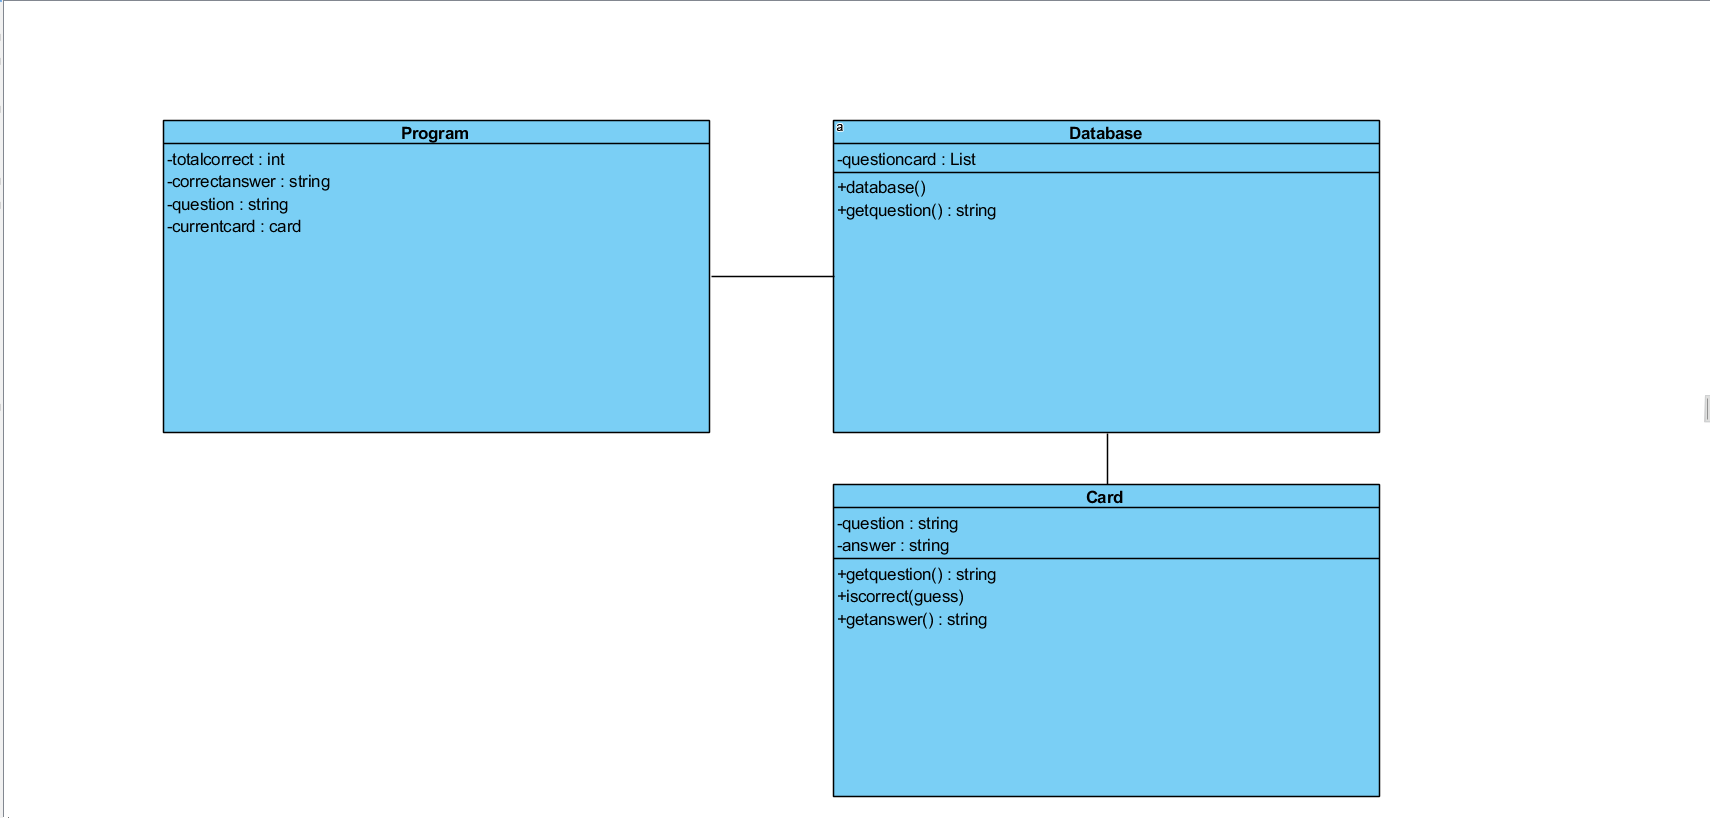 Program
-totalcorrect : int
-correctanswer : string
-question : string
-currentcard : card
a
Database
-questioncard : List
+database()
+getquestion() : string
Card
-question : string
-answer : string
+getquestion() : string
+iscorrect(guess)
+getanswer() : string